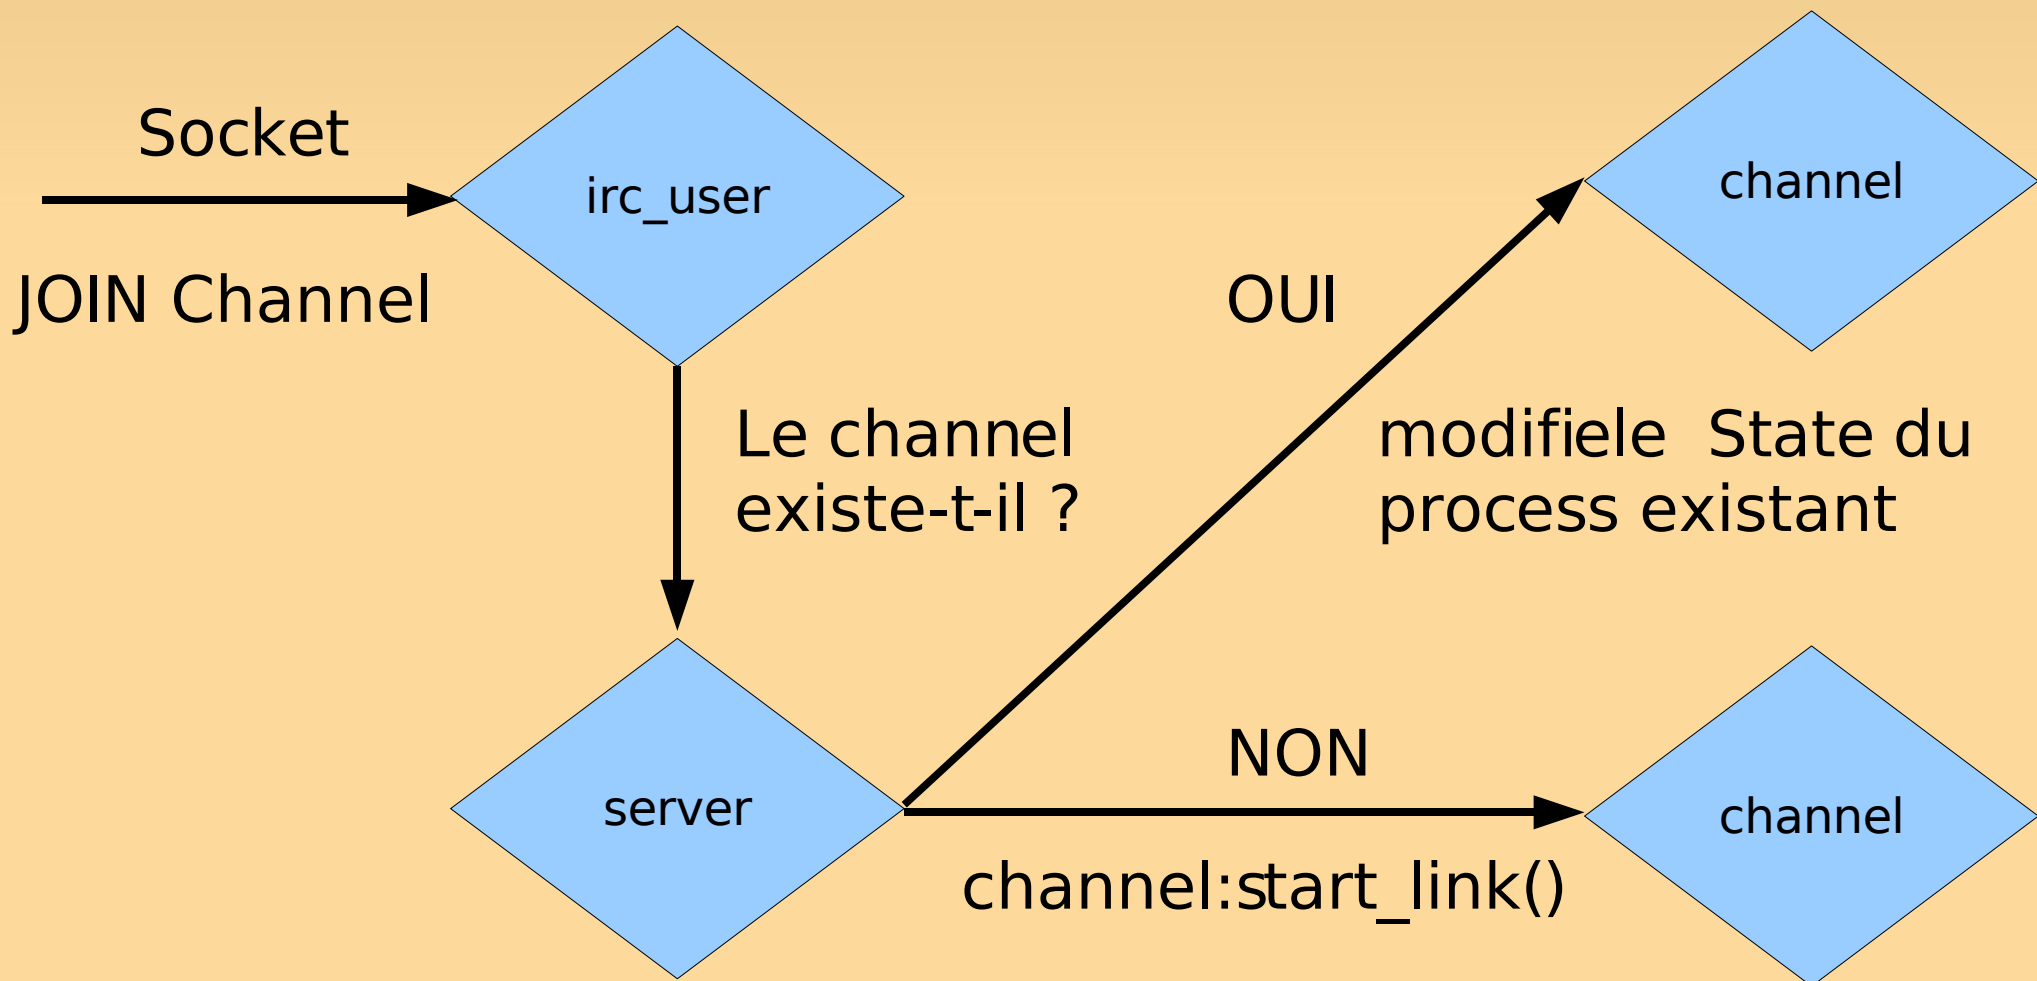 Socket
irc_user
JOIN Channel
Le channel
existe-t-il ?
server
OUI
channel
modifiele  State du
process existant
NON
channel:start_link()
channel